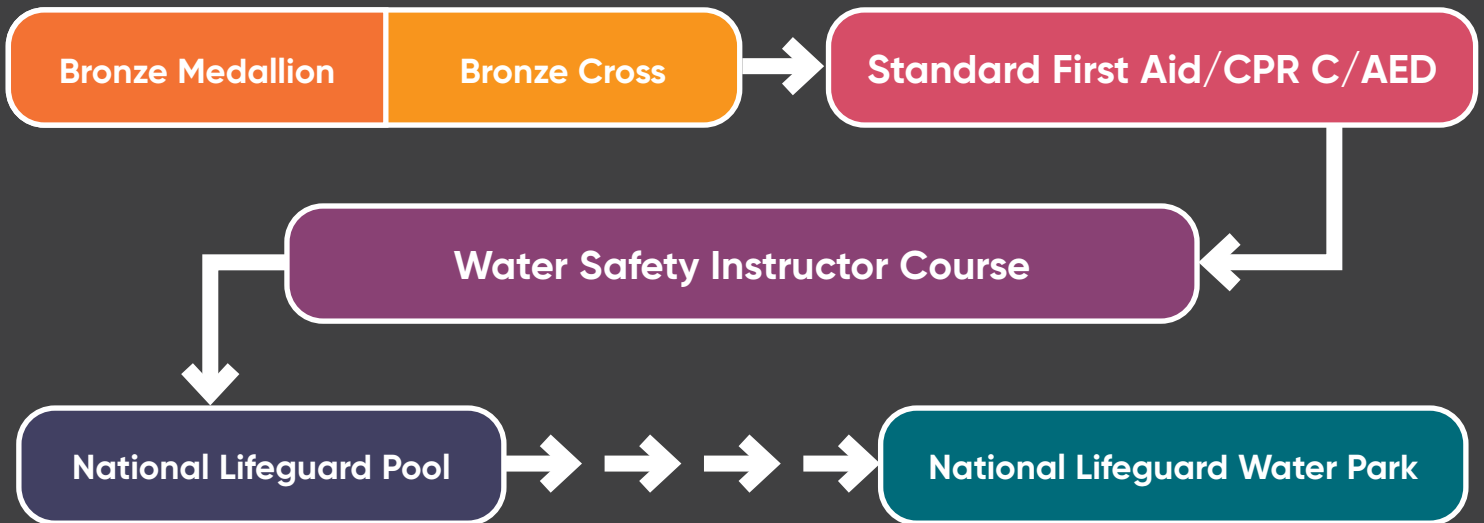 Bronze Medallion
Bronze Cross
Standard First Aid/CPR C/AED
Water Safety Instructor Course
National Lifeguard Pool
National Lifeguard Water Park